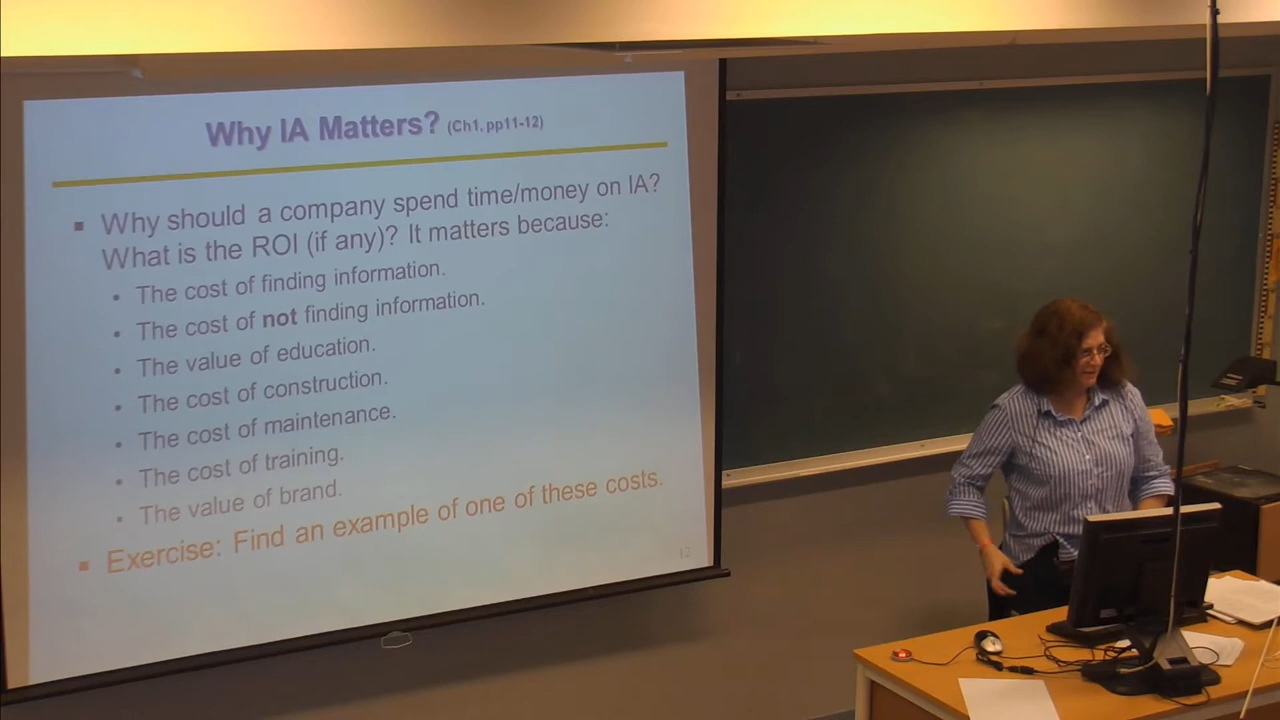 Why IA Matters? (Ch1, pp11-12)
▪ Why should a company spend time/money on IA?
What is the ROI (if any)? It matters because:
• The cost of finding information.
• The cost of not finding information.
• The value of education.
• The cost of construction.
• The cost of maintenance.
• The cost of training.
• The value of brand.
▪ Exercise: Find an example of one of these costs.
12